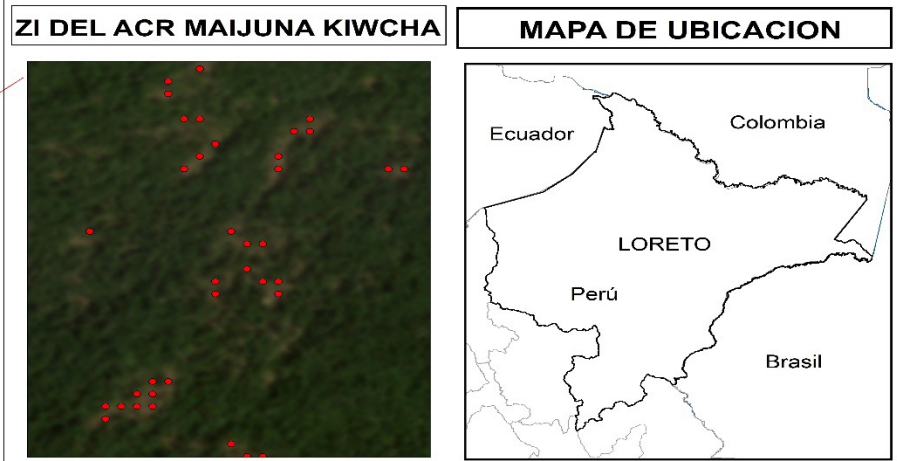 ZI DEL ACR MAIJUNA KIWCHA
MAPA DE UBICACION
Ecuador
Colombia
LORETO
Perú
Brasil